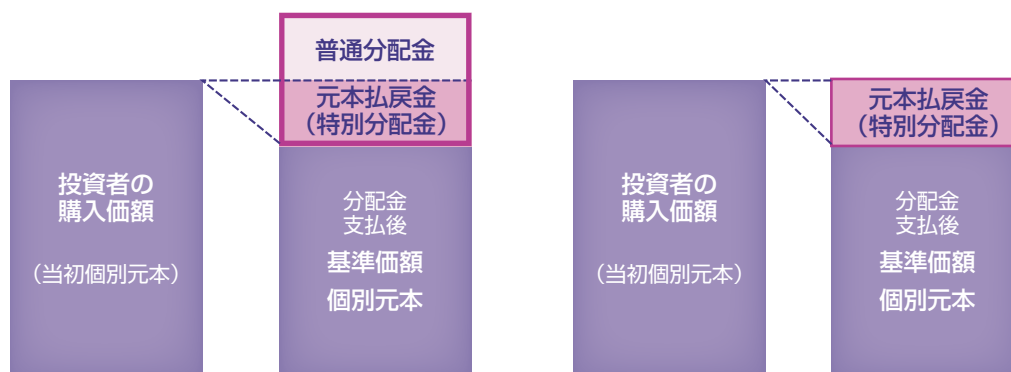 普通分配金
元本払戻金
（特別分配金）
投資者の
購入価額
（当初個別元本）
分配金
支払後
基準価額
個別元本
元本払戻金
（特別分配金）
投資者の
購入価額
（当初個別元本）
分配金
支払後
基準価額
個別元本